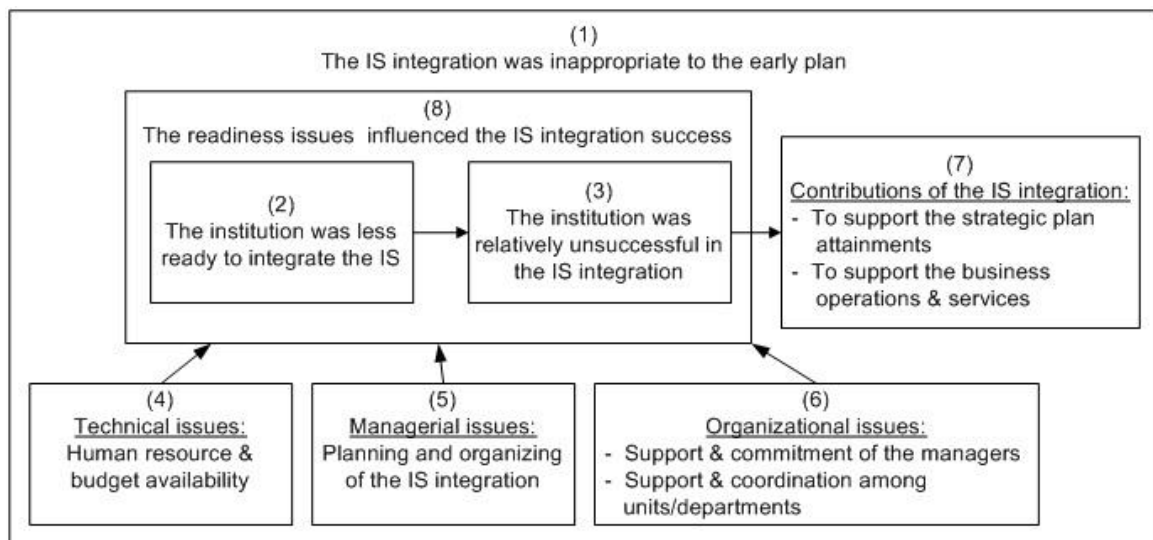 (1)
The IS integration was inappropriate to the early plan
(8)
The readiness issues influenced the IS integration success
(2)
The institution was less
ready to integrate the IS
(3)
The institution was
relatively unsuccessful in
the IS integration
(7)
Contributions of the IS integration:
- To support the strategic plan
attainments
- To support the business
operations & services
(4)
Technical issues:
Human resource &
budget availability
(5)
Managerial issues:
Planning and organizing
of the IS integration
(6)
Organizational issues:
- Support & commitment of the managers
- Support & coordination among
units/departments